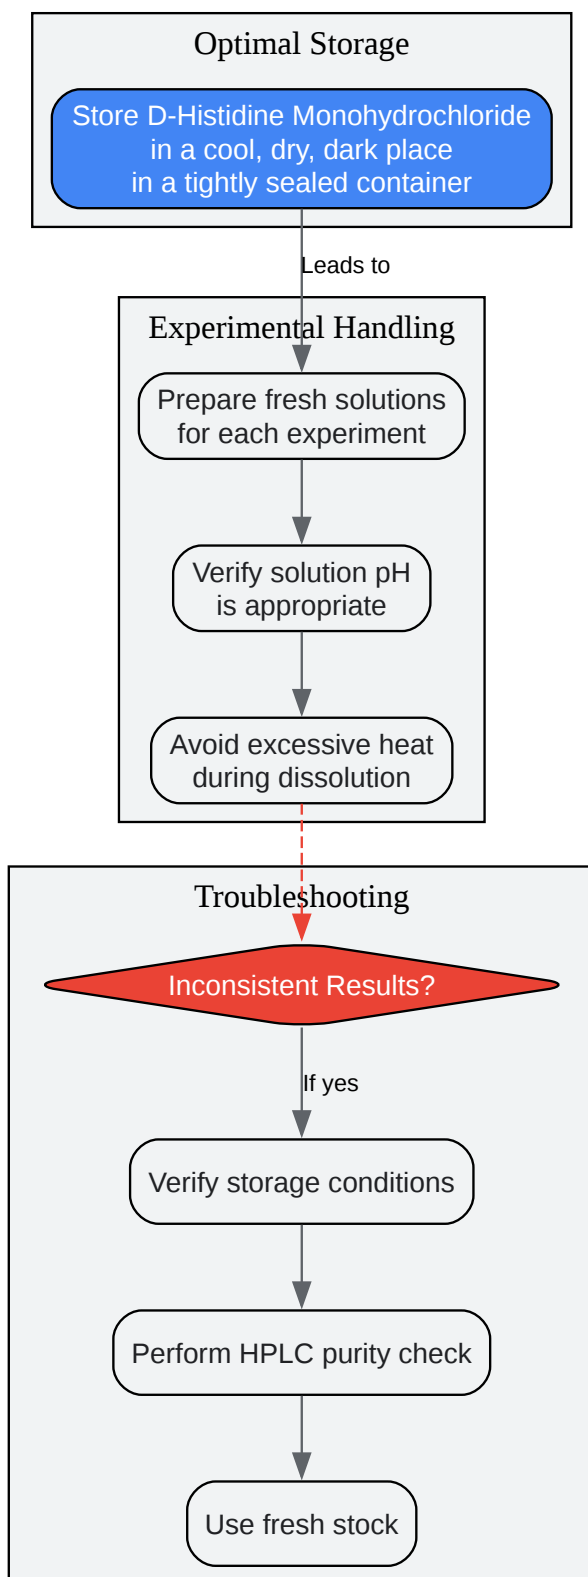 Optimal Storage
Store D-Histidine Monohydrochloride
in a cool, dry, dark place
in a tightly sealed container
Leads to
Experimental Handling
Prepare fresh solutions
for each experiment
Verify solution pH
is appropriate
Avoid excessive heat
during dissolution
Troubleshooting
Inconsistent Results?
If yes
Verify storage conditions
Perform HPLC purity check
Use fresh stock